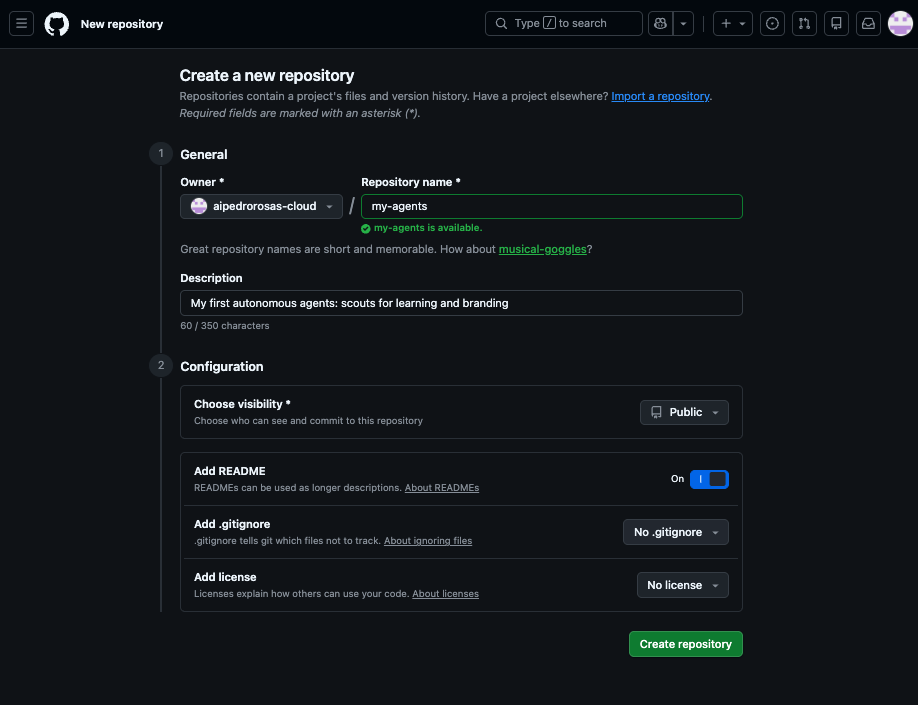 New repository
Type / to search
Create a new repository
Repositories contain a project's files and version history. Have a project elsewhere? Import a repository.
Required fields are marked with an asterisk (*).
1
General
Owner *
Repository name *
aipedrorosas-cloud
/
my-agents
my-agents is available.
Great repository names are short and memorable. How about musical-goggles?
Description
My first autonomous agents: scouts for learning and branding
60 / 350 characters
2
Configuration
Choose visibility *
Choose who can see and commit to this repository
Public
Add README
READMEs can be used as longer descriptions. About READMEs
On
Add .gitignore
.gitignore tells git which files not to track. About ignoring files
No .gitignore
Add license
Licenses explain how others can use your code. About licenses
No license
Create repository